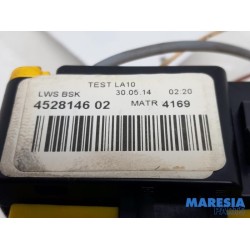 TEST LA10
LWS BSK 30.05.14 02:20
4528146 02 MATR 4169
MARESIA